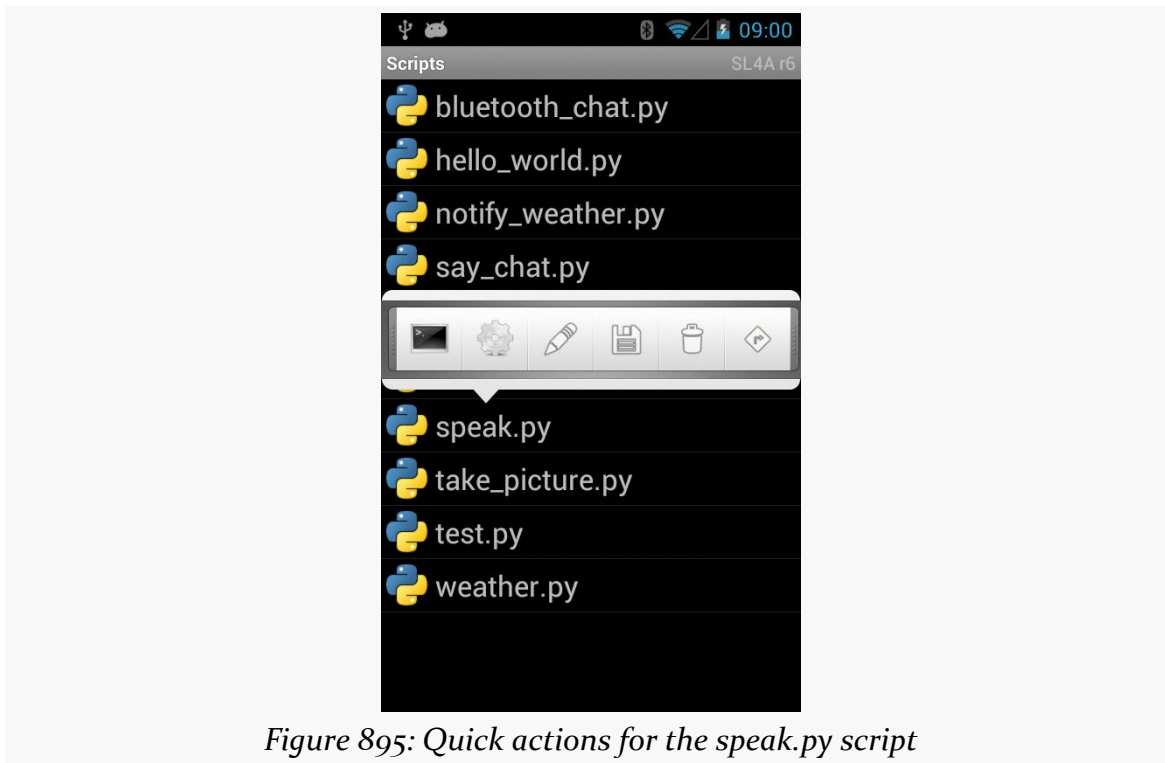 09:00
Scripts SL4A r6
bluetooth_chat.py
hello_world.py
notify_weather.py
say_chat.py
speak.py
take_picture.py
test.py
weather.py
Figure 895: Quick actions for the speak.py script